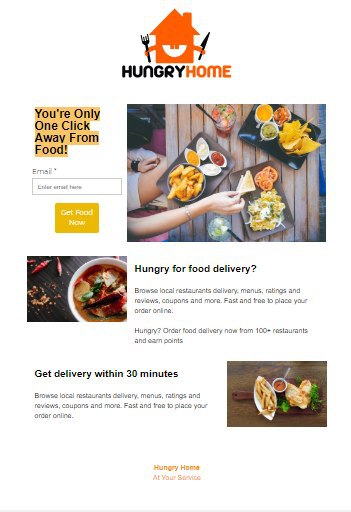 HUNGRYHOME
You're Only
One Click
Away From
Food!
Email *
Enter email here
Get Food
Now
Hungry for food delivery?
Browse local restaurants delivery, menus, ratings and
reviews, coupons and more. Fast and free to place your
order online.
Hungry? Order food delivery now from 100+ restaurants
and earn points
Get delivery within 30 minutes
Browse local restaurants delivery, menus, ratings and
reviews, coupons and more. Fast and free to place your
order online.
Hungry Home
At Your Service